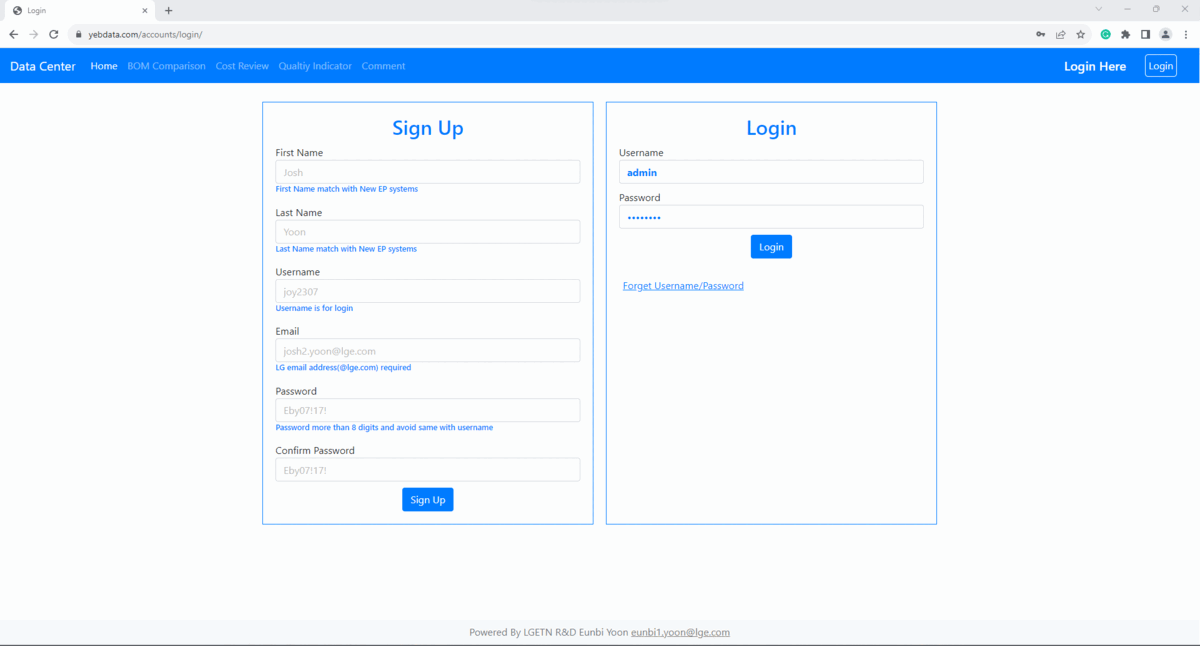 Login
yebdata.com/accounts/login/
Data Center Home BOM Comparison Cost Review Qualtiy Indicator Comment Login Here Login
Sign Up
First Name
Josh
First Name match with New EP systems
Last Name
Yoon
Last Name match with New EP systems
Username
joy2307
Username is for login
Email
josh2.yoon@lge.com
LG email address(@lge.com) required
Password
Eby07!17!
Password more than 8 digits and avoid same with username
Confirm Password
Eby07!17!
Sign Up
Login
Username
admin
Password
••••••••
Login
Forget Username/Password
Powered By LGETN R&D Eunbi Yoon eunbi1.yoon@lge.com